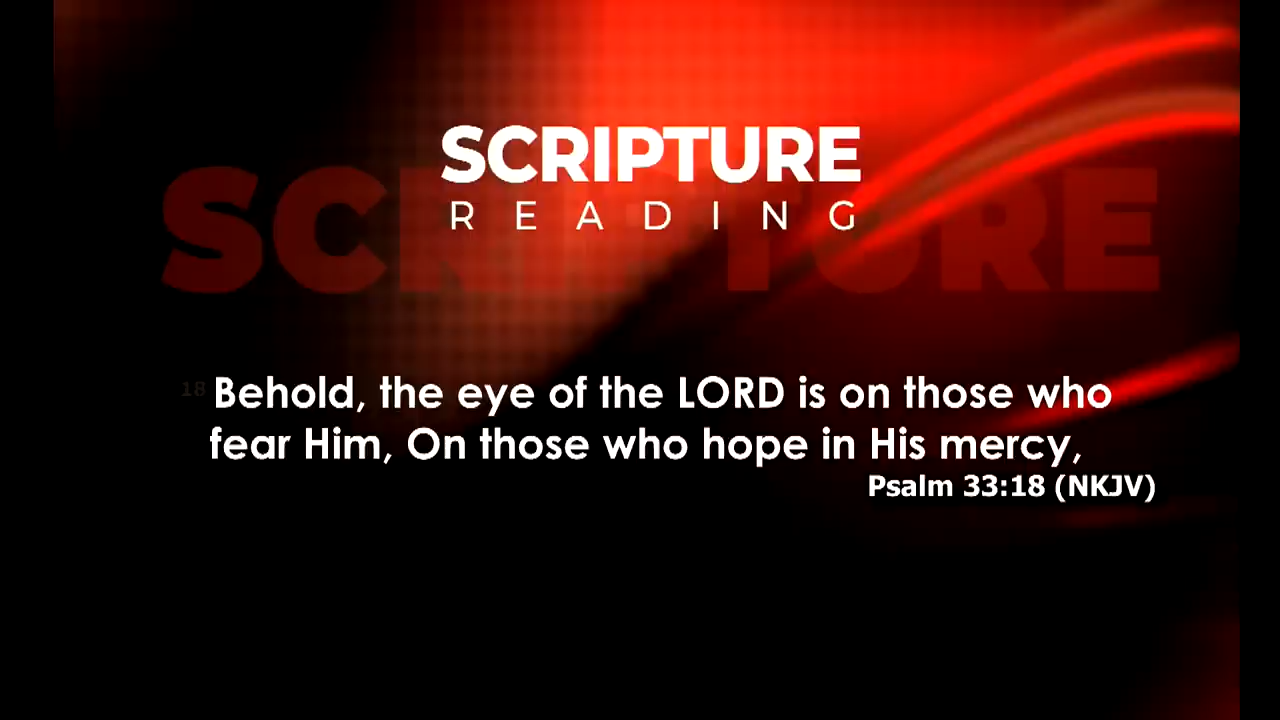 SCRIPTURE
READING
SCRIPTURE
18 Behold, the eye of the LORD is on those who
fear Him, On those who hope in His mercy,
Psalm 33:18 (NKJV)